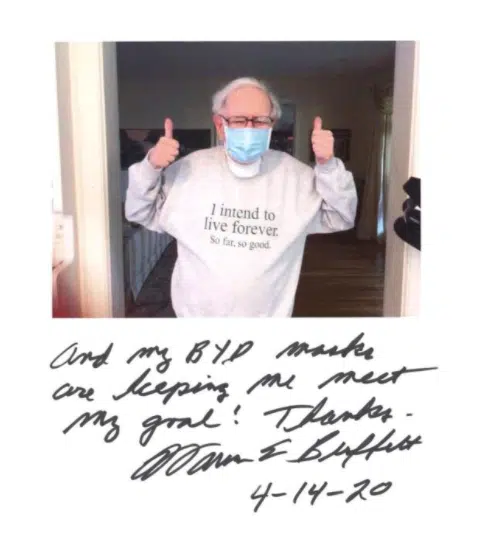 I intend to
live forever.
So far, so good.
And my BYD masks
are keeping me meet
my goal! Thanks.
Warren E Buffett
4-14-20